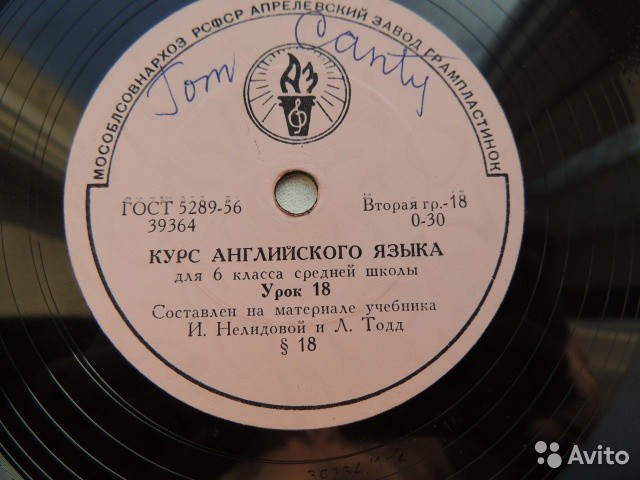 МОСОБЛСОВНАРХОЗ РСФСР АПРЕЛЕВСКИЙ ЗАВОД ГРАМПЛАСТИНОК
Tom Canty
АЗ
ГОСТ 5289-56
39364
Вторая гр.-18
0-30
КУРС АНГЛИЙСКОГО ЯЗЫКА
для 6 класса средней школы
Урок 18
Составлен на материале учебника
И. Нелидовой и Л. Тодд
§ 18
Avito